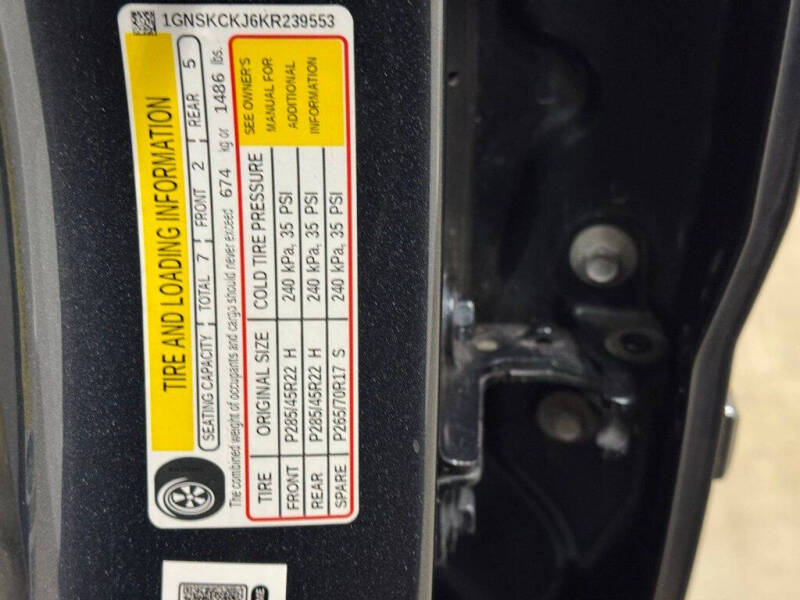 1GNSKCKJ6KR239553
TIRE AND LOADING INFORMATION
SEATING CAPACITY TOTAL 7 FRONT 2 REAR 5
The combined weight of occupants and cargo should never exceed 674 kg or 1486 lbs.
TIRE ORIGINAL SIZE COLD TIRE PRESSURE
FRONT P285/45R22 H 240 kPa, 35 PSI
REAR P285/45R22 H 240 kPa, 35 PSI
SPARE P265/70R17 S 240 kPa, 35 PSI
SEE OWNER'S
MANUAL FOR
ADDITIONAL
INFORMATION